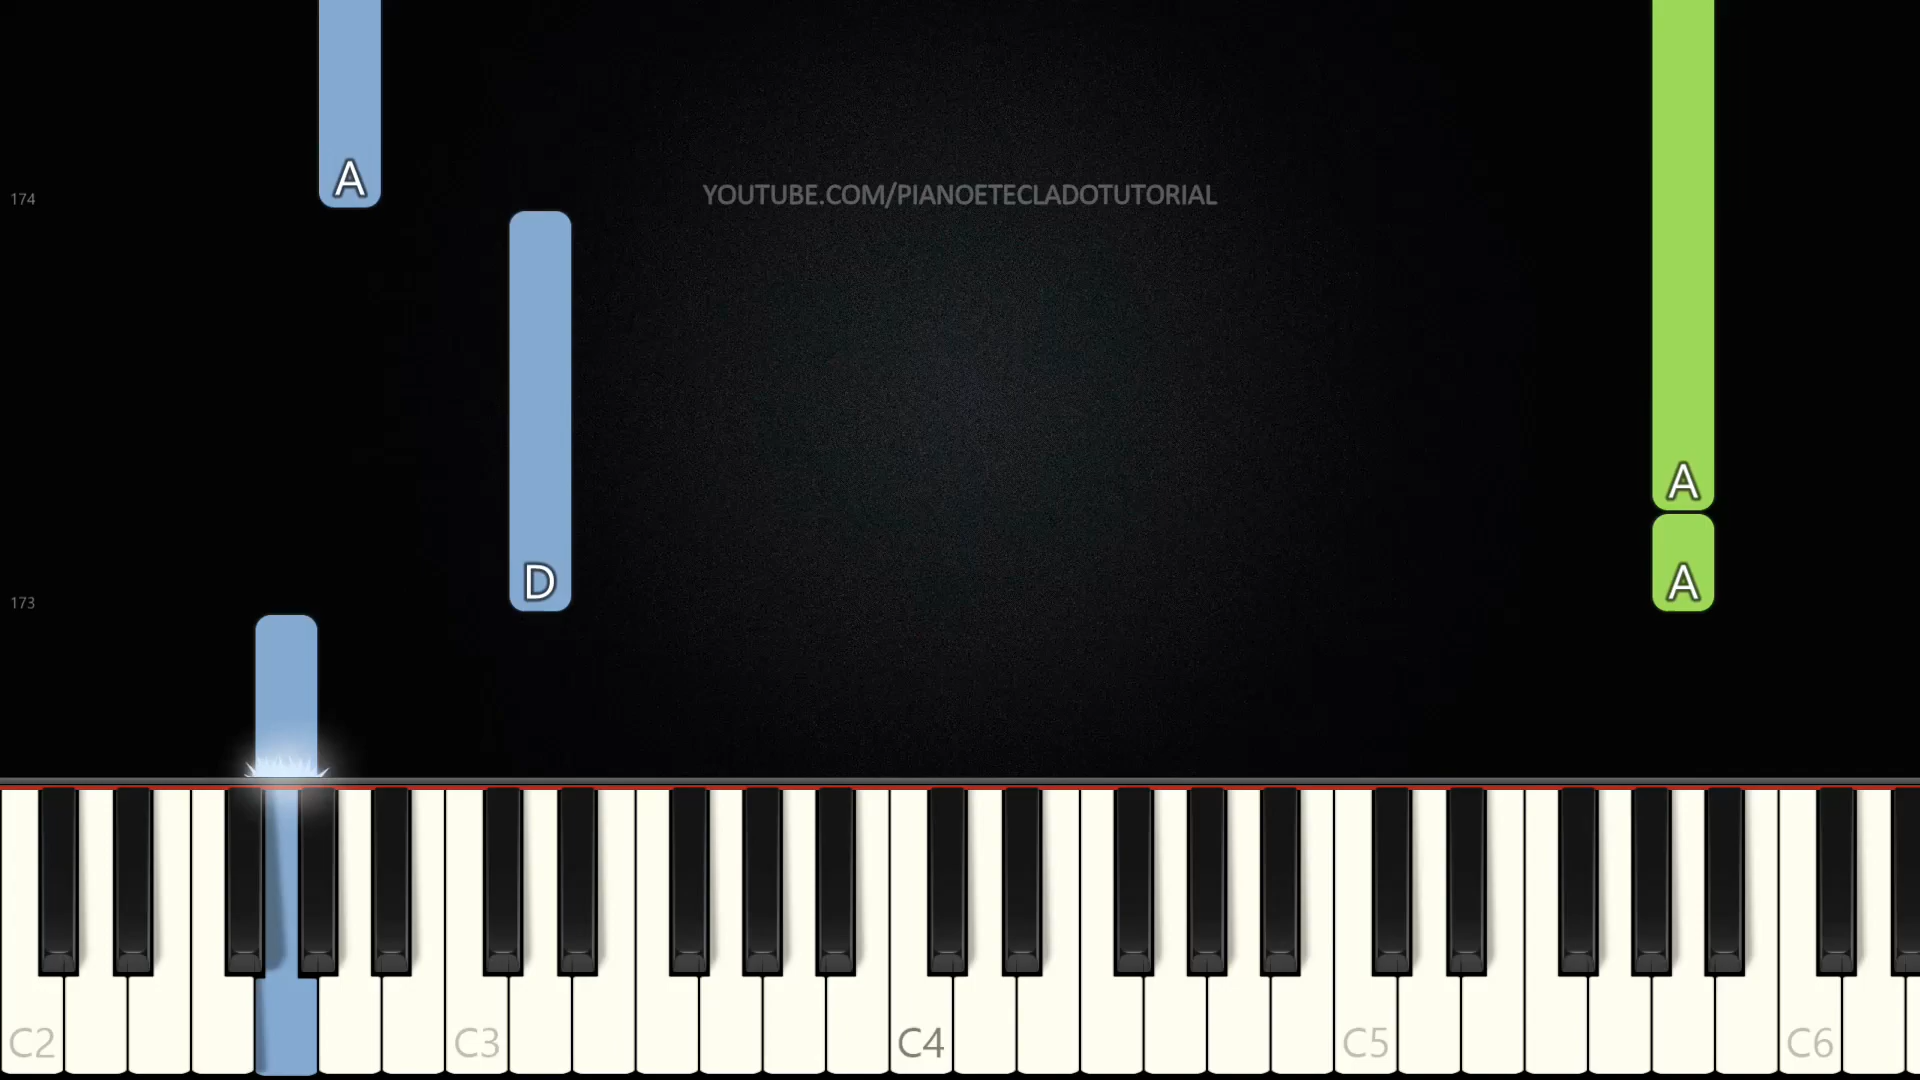 A
174
YOUTUBE.COM/PIANOETECLADOTUTORIAL
A
D
A
173
C2
C3
C4
C5
C6